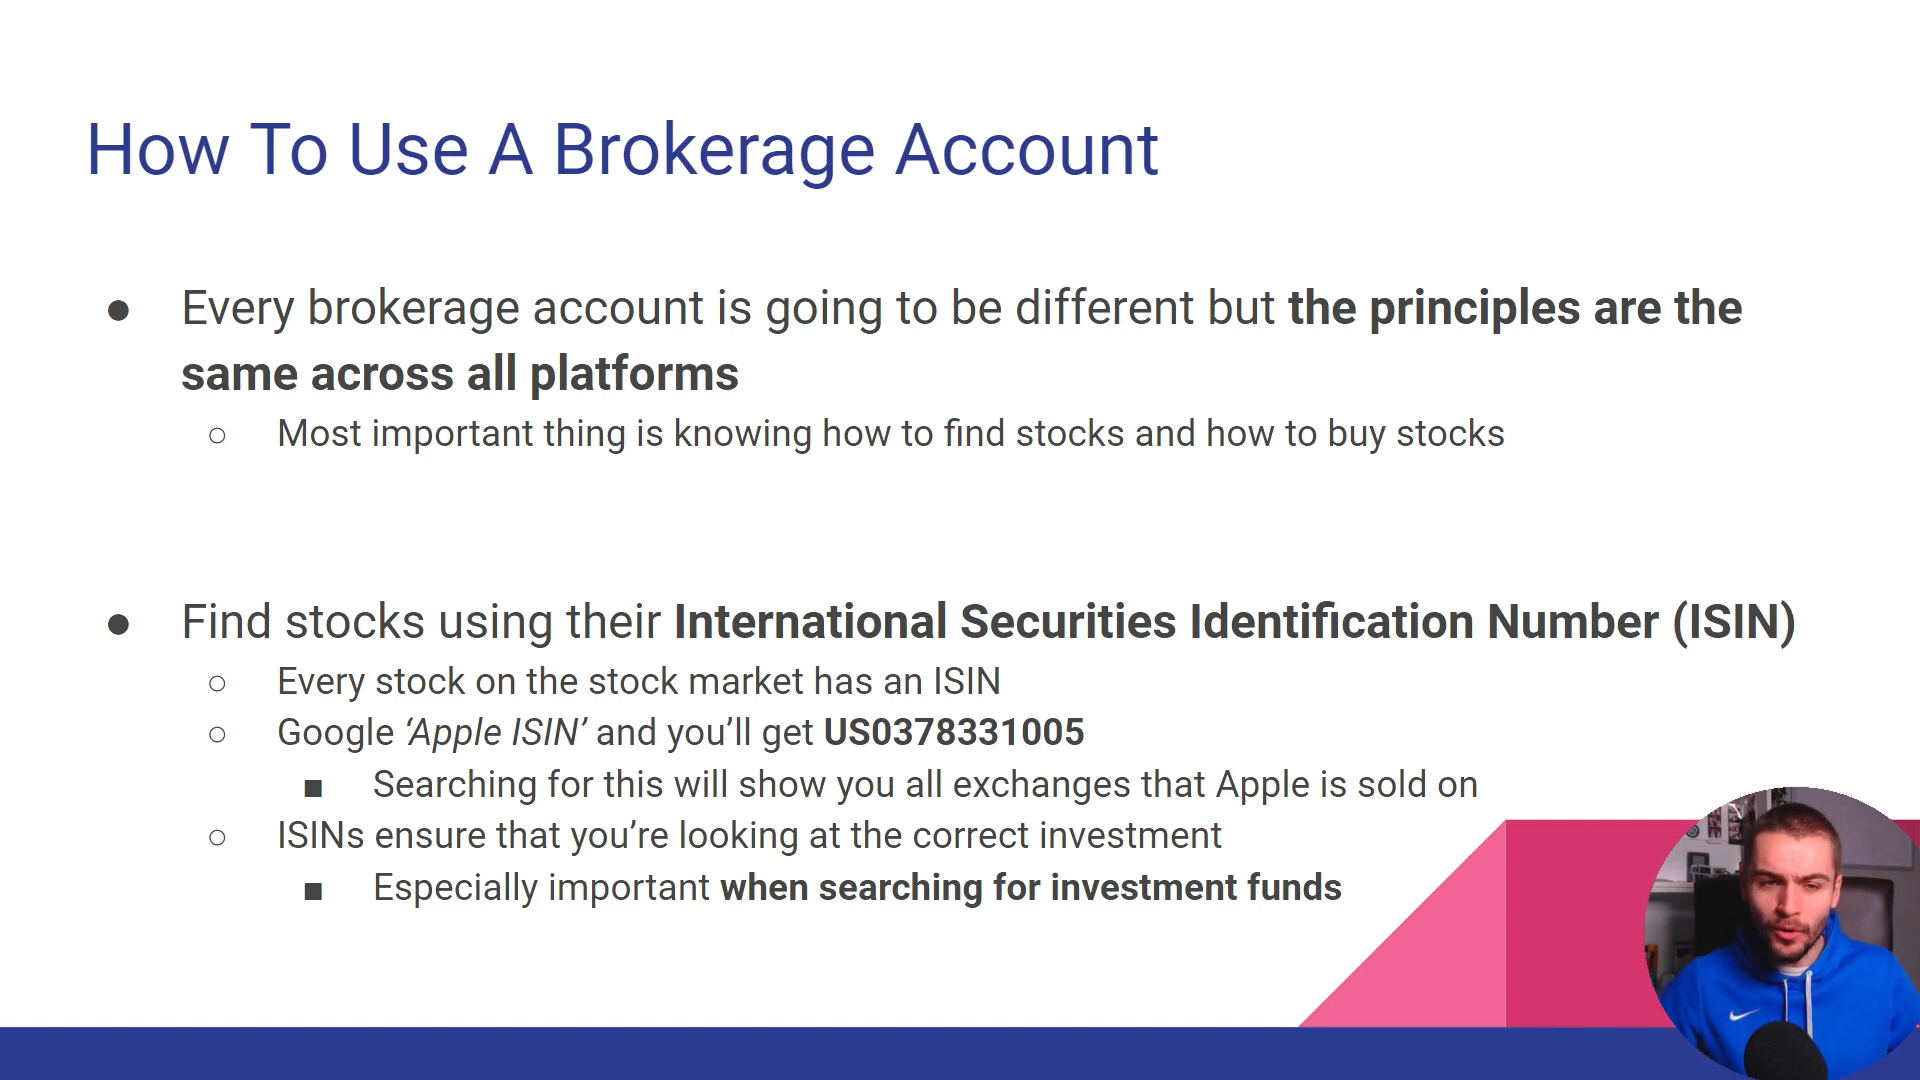 How To Use A Brokerage Account
● Every brokerage account is going to be different but the principles are the
same across all platforms
○ Most important thing is knowing how to find stocks and how to buy stocks
● Find stocks using their International Securities Identification Number (ISIN)
○ Every stock on the stock market has an ISIN
○ Google ‘Apple ISIN’ and you’ll get US0378331005
■ Searching for this will show you all exchanges that Apple is sold on
○ ISINs ensure that you’re looking at the correct investment
■ Especially important when searching for investment funds